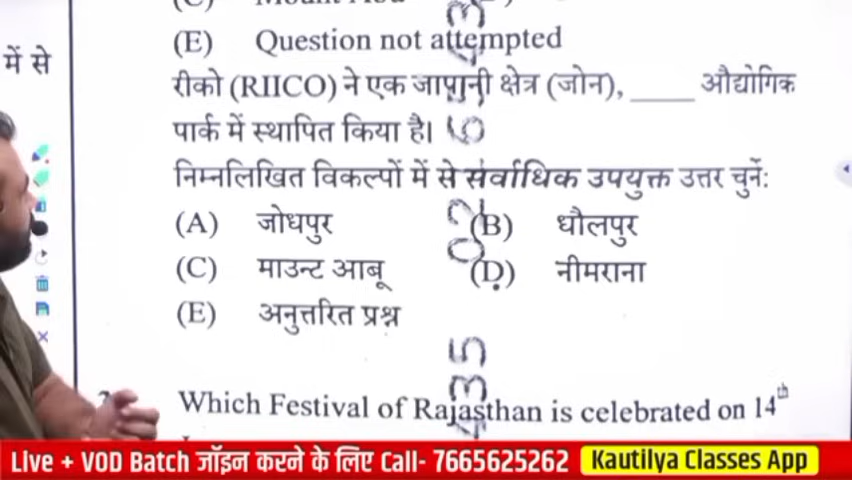 (E) Question not attempted
में से
रीको (RIICO) ने एक जापानी क्षेत्र (जोन), _____ औद्योगिक
पार्क में स्थापित किया है।
निम्नलिखित विकल्पों में से सर्वाधिक उपयुक्त उत्तर चुनें:
(A) जोधपुर (B) धौलपुर
(C) माउन्ट आबू (D) नीमराना
(E) अनुत्तरित प्रश्न
Which Festival of Rajasthan is celebrated on 14th
Live + VOD Batch जॉइन करने के लिए Call- 7665625262 Kautilya Classes App